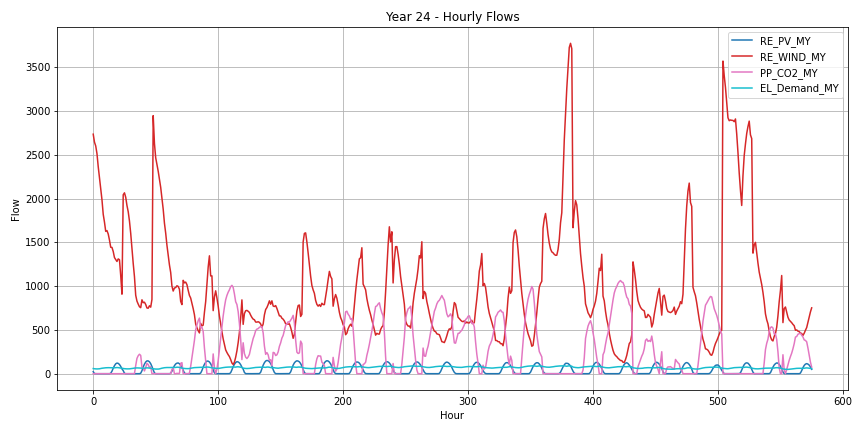 Year 24 - Hourly Flows
RE_PV_MY
RE_WIND_MY
PP_CO2_MY
EL_Demand_MY
3500
3000
2500
2000
1500
1000
500
0
Flow
0 100 200 300 400 500 600
Hour